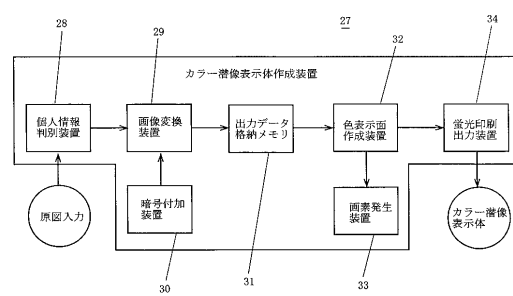 27
28
29
32
34
カラー潜像表示体作成装置
個人情報
判別装置
画像変換
装置
出力データ
格納メモリ
色表示面
作成装置
蛍光印刷
出力装置
原図入力
暗号付加
装置
画素発生
装置
カラー潜像
表示体
30
31
33